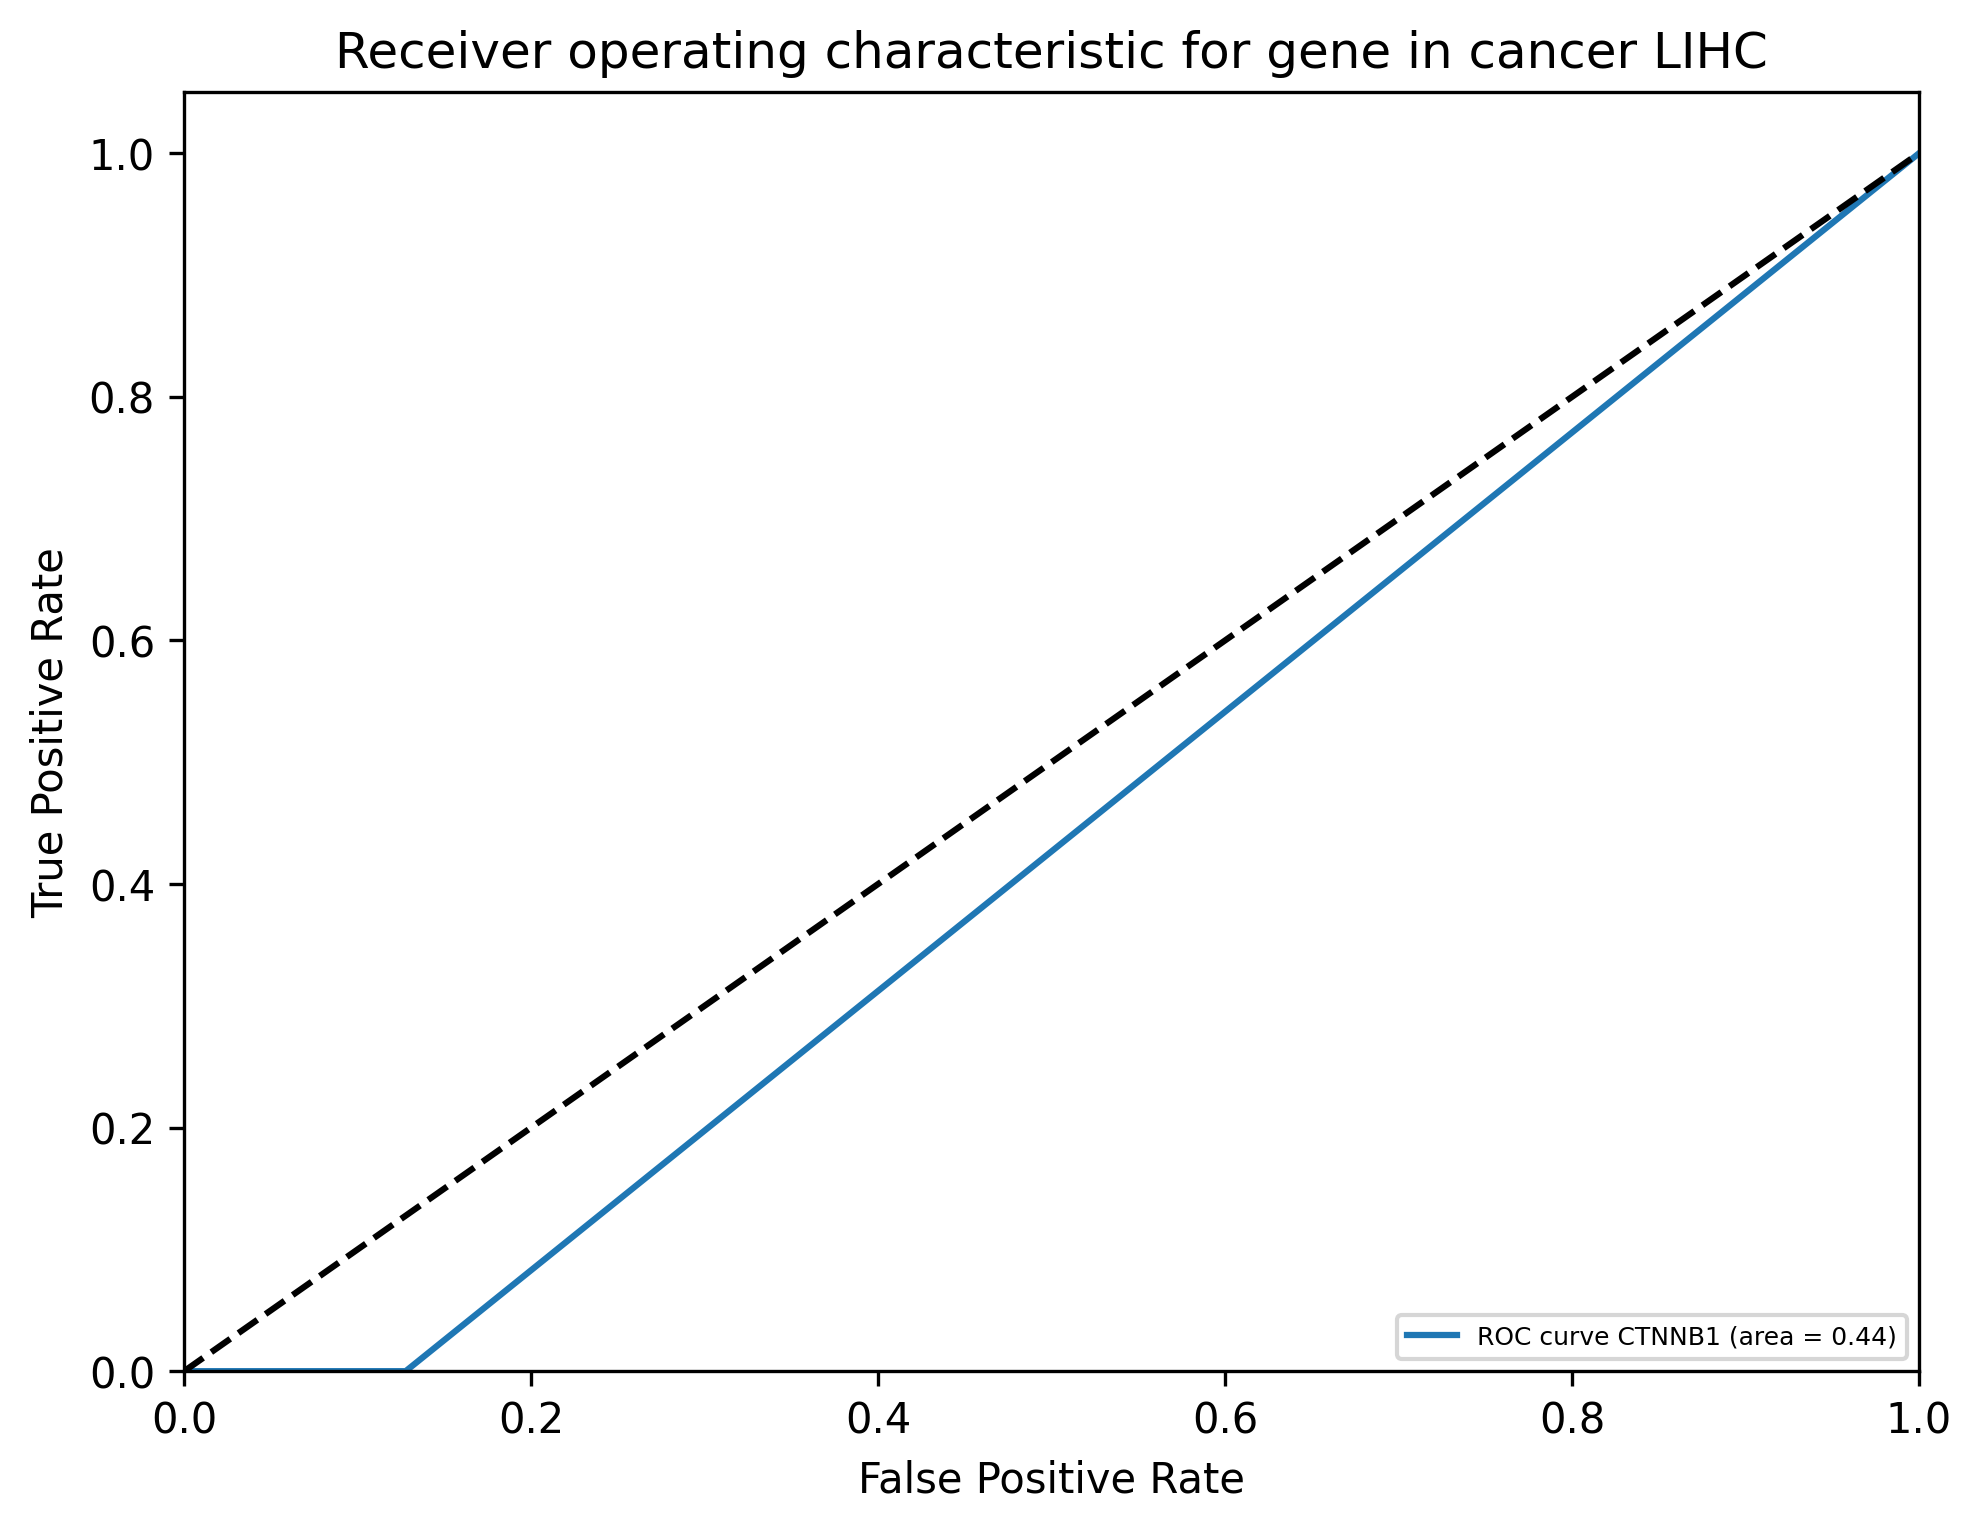 Receiver operating characteristic for gene in cancer LIHC
1.0
0.8
0.6
0.4
0.2
0.0
True Positive Rate
ROC curve CTNNB1 (area = 0.44)
0.0 0.2 0.4 0.6 0.8 1.0
False Positive Rate